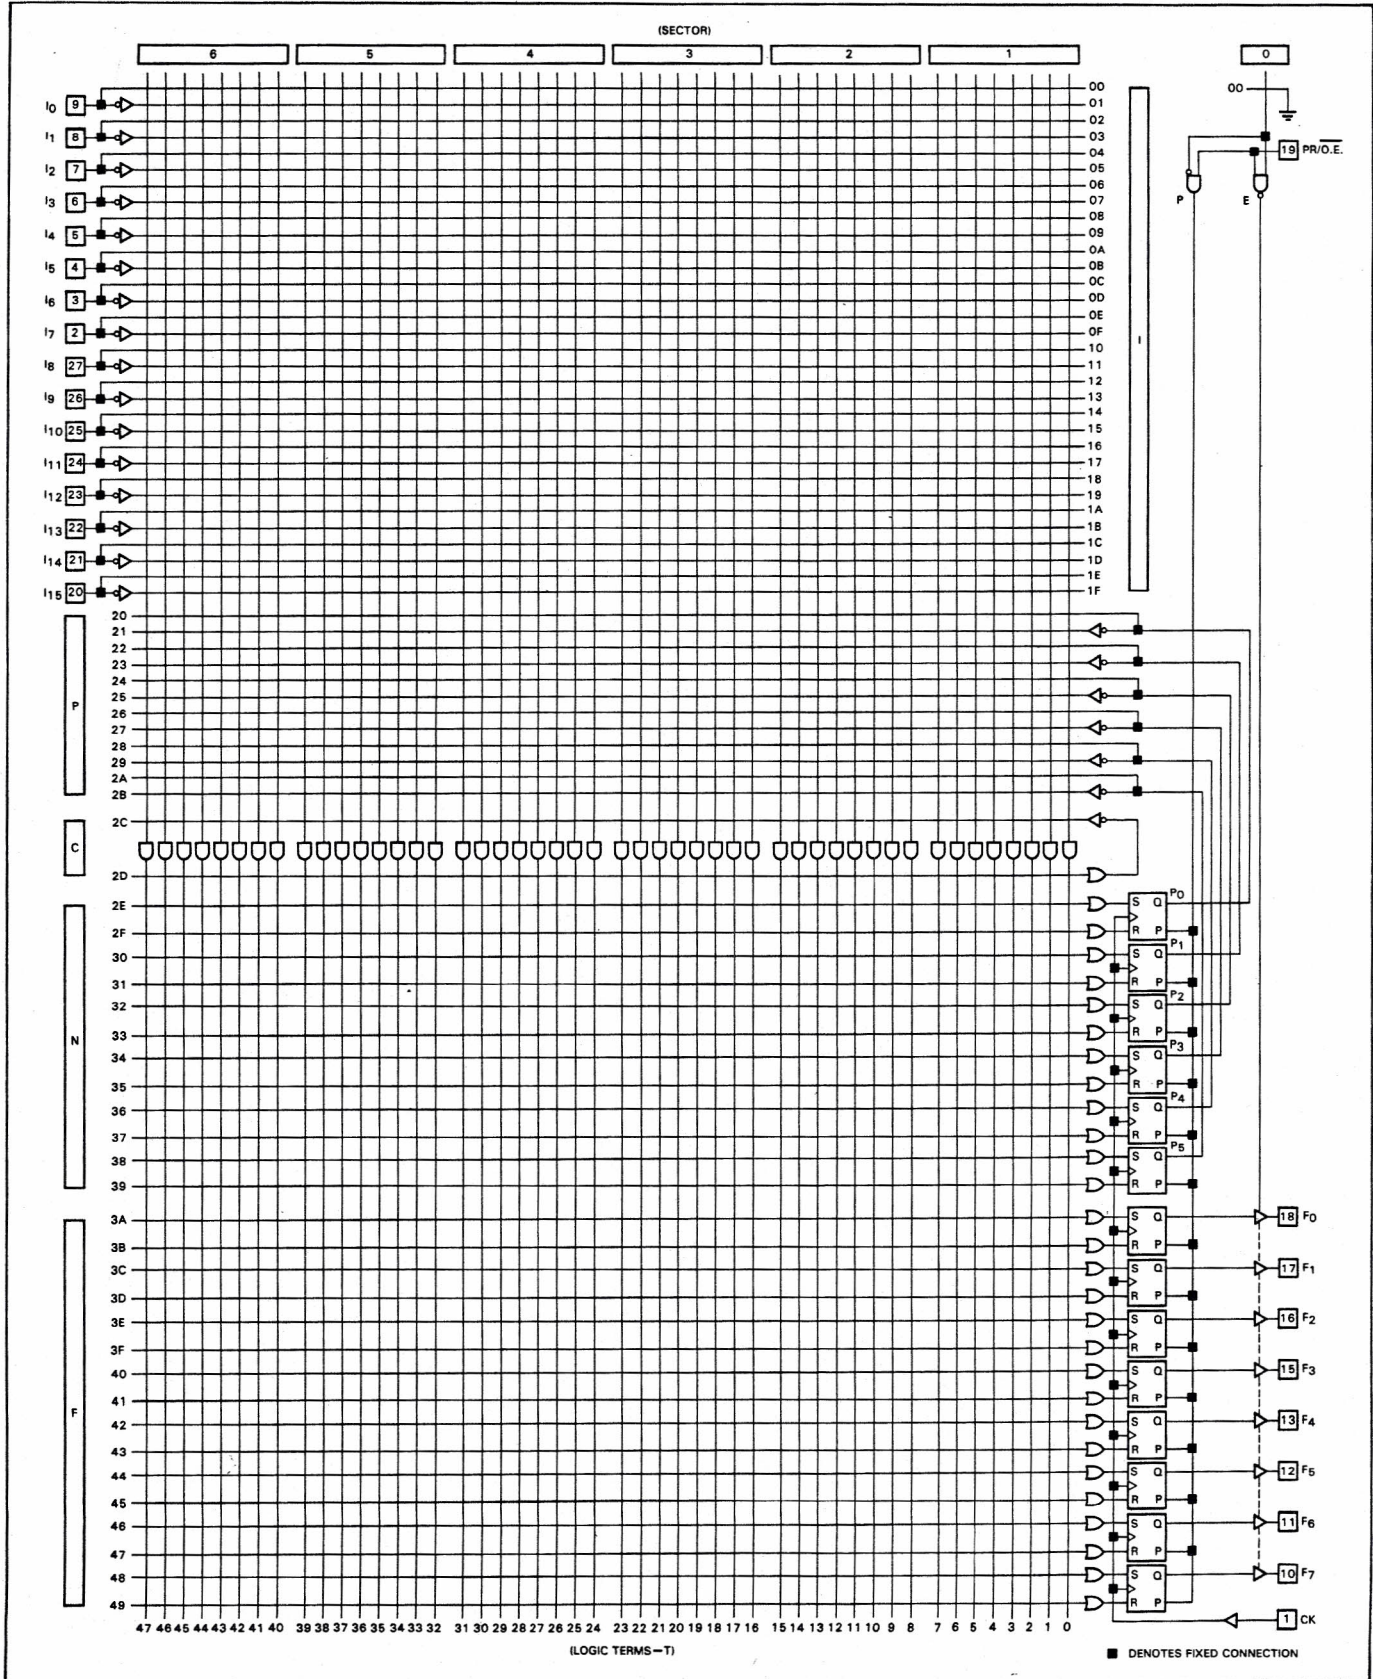 (SECTOR)
6 5 4 3 2 1 0
00 00
I0 9 01
02
I1 8 03
04 19 PR/O.E.
I2 7 05
06
I3 6 07
P E
08
I4 5 09
0A
I5 4 0B
0C
I6 3 0D
0E
I7 2 0F
I
10
I8 27 11
12
I9 26 13
14
I10 25 15
16
I11 24 17
18
I12 23 19
1A
I13 22 1B
1C
I14 21 1D
1E
I15 20 1F
20
21
22
23
24
25
P
26
27
28
29
2A
2B
2C
C
2D
2E S Q P0
2F R P
30 S Q P1
31 R P
32 S Q P2
33 R P
N
34 S Q P3
35 R P
36 S Q P4
37 R P
38 S Q P5
39 R P
3A S Q 18 F0
3B R P
3C S Q 17 F1
3D R P
3E S Q 16 F2
3F R P
40 S Q 15 F3
41 R P
F
42 S Q 13 F4
43 R P
44 S Q 12 F5
45 R P
46 S Q 11 F6
47 R P
48 S Q 10 F7
49 R P
1 CK
47 46 45 44 43 42 41 40 39 38 37 36 35 34 33 32 31 30 29 28 27 26 25 24 23 22 21 20 19 18 17 16 15 14 13 12 11 10 9 8 7 6 5 4 3 2 1 0
(LOGIC TERMS—T)
■ DENOTES FIXED CONNECTION